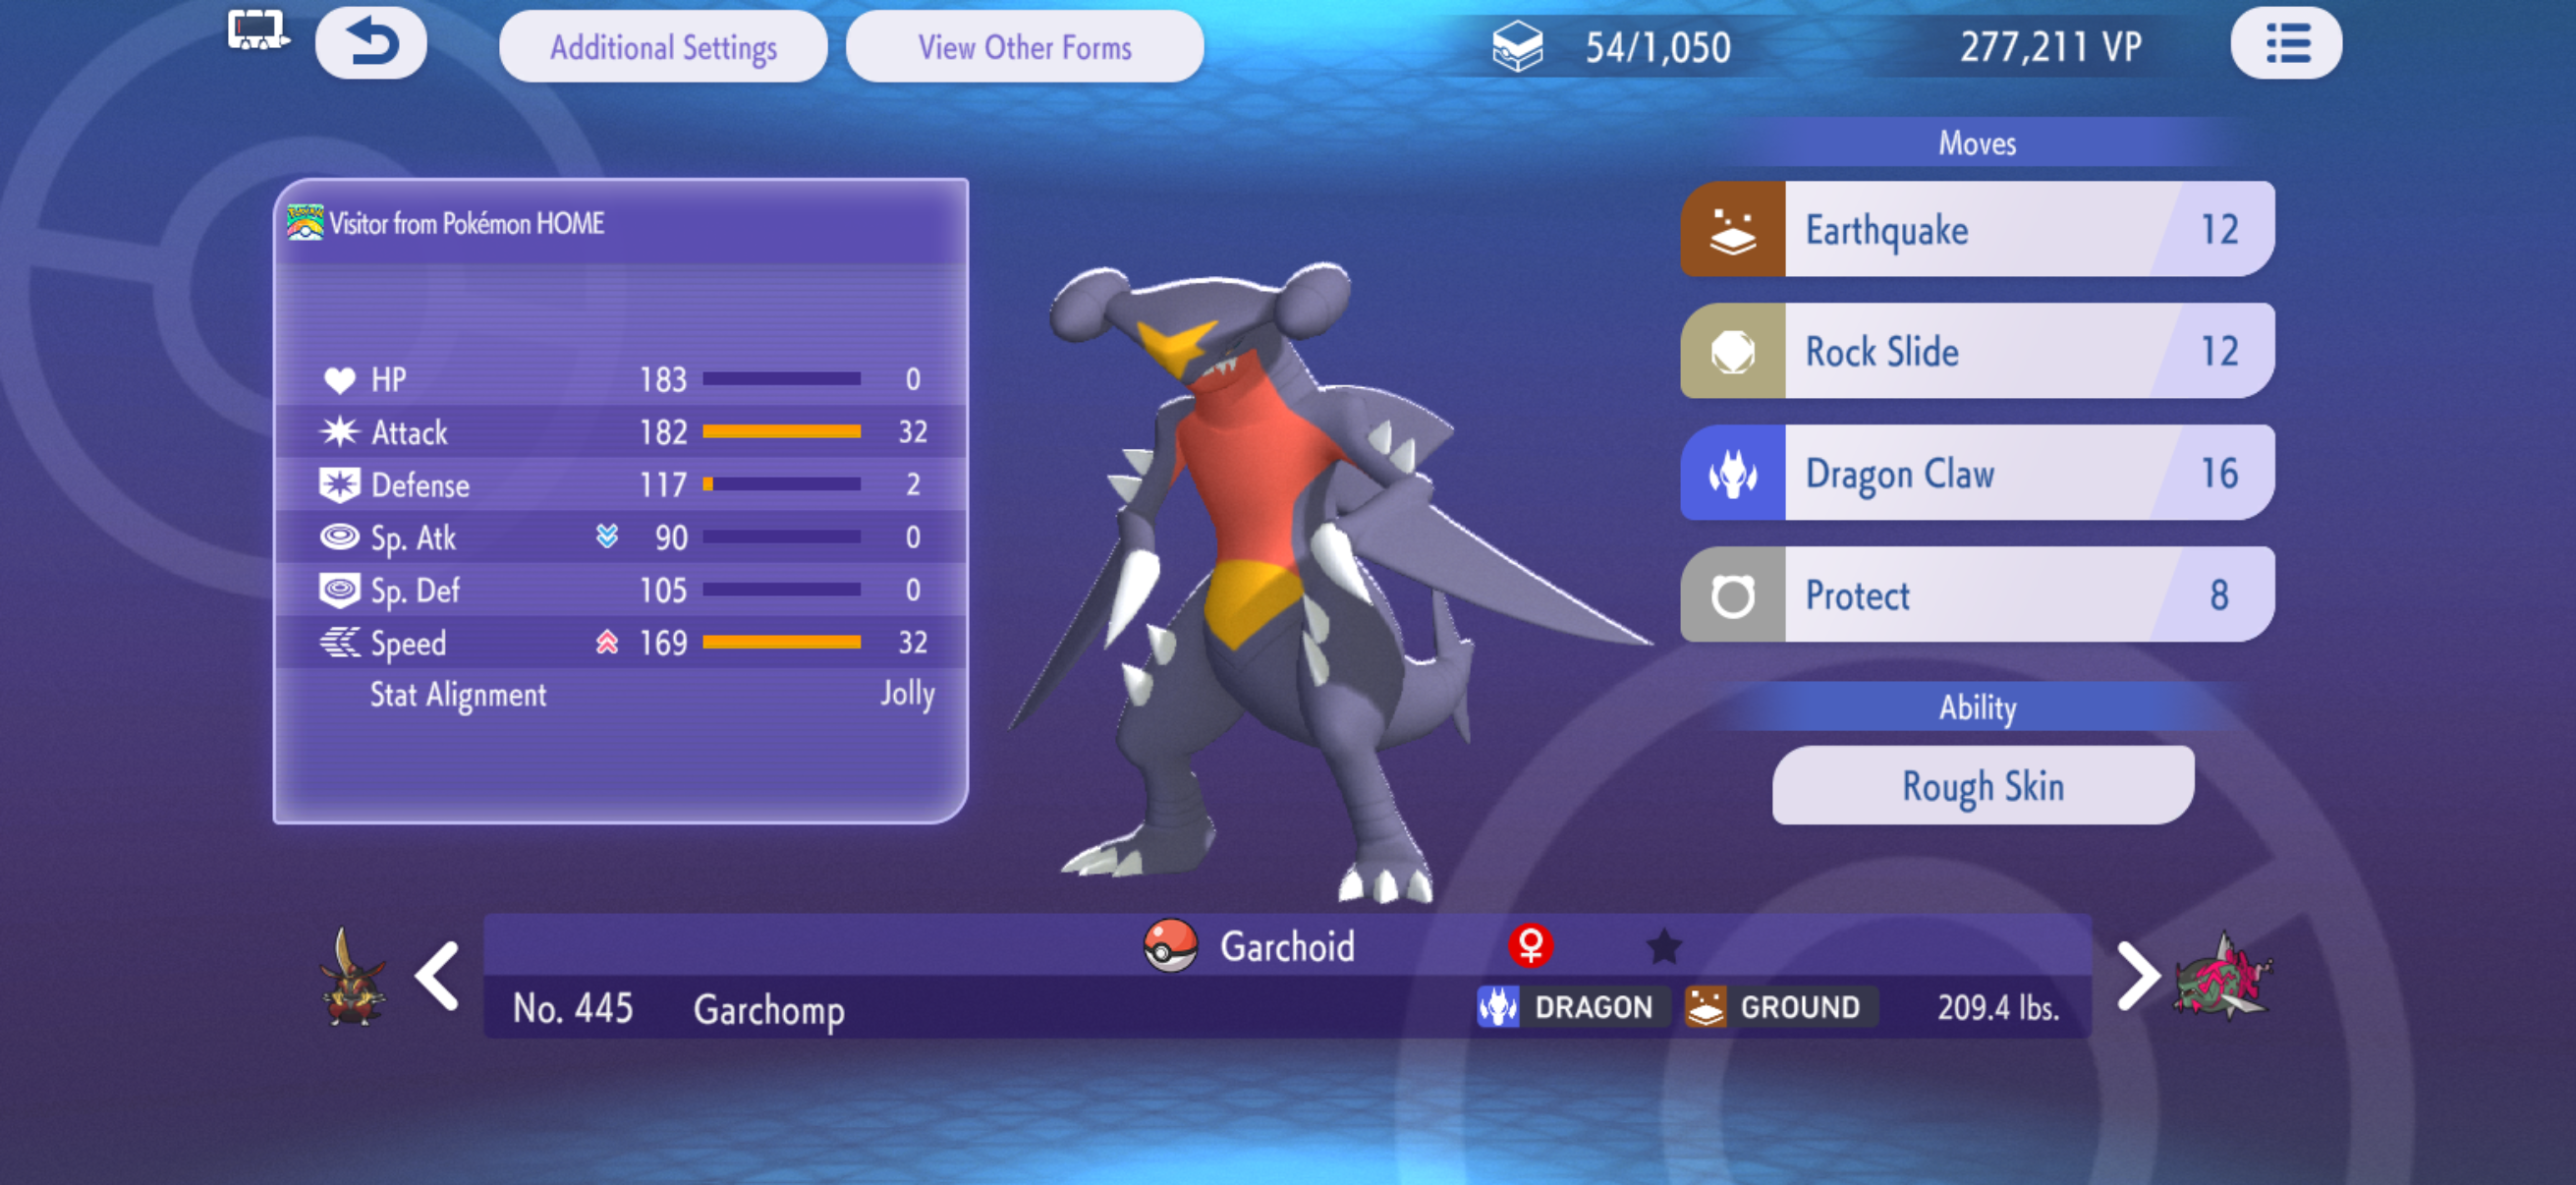 Additional Settings
View Other Forms
54/1,050
277,211 VP
Visitor from Pokémon HOME
HP 183 0
Attack 182 32
Defense 117 2
Sp. Atk 90 0
Sp. Def 105 0
Speed 169 32
Stat Alignment Jolly
Moves
Earthquake 12
Rock Slide 12
Dragon Claw 16
Protect 8
Ability
Rough Skin
Garchoid ♀
No. 445 Garchomp DRAGON GROUND 209.4 lbs.